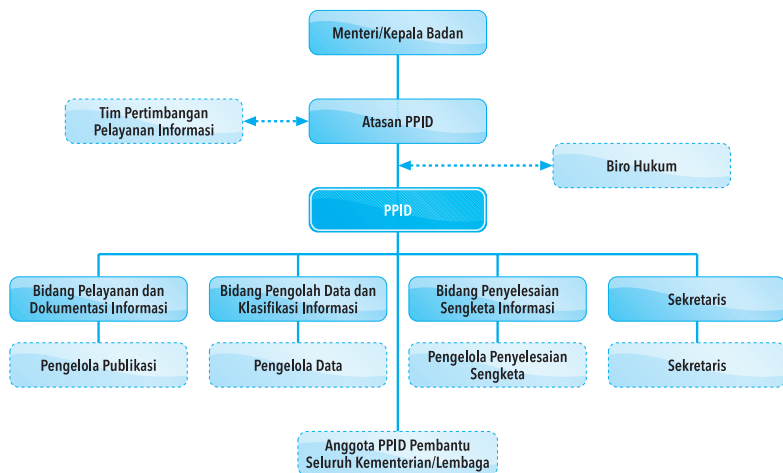 Menteri/Kepala Badan
Tim Pertimbangan
Pelayanan Informasi
Atasan PPID
Biro Hukum
PPID
Bidang Pelayanan dan
Dokumentasi Informasi
Bidang Pengolah Data dan
Klasifikasi Informasi
Bidang Penyelesaian
Sengketa Informasi
Sekretaris
Pengelola Publikasi
Pengelola Data
Pengelola Penyelesaian
Sengketa
Sekretaris
Anggota PPID Pembantu
Seluruh Kementerian/Lembaga